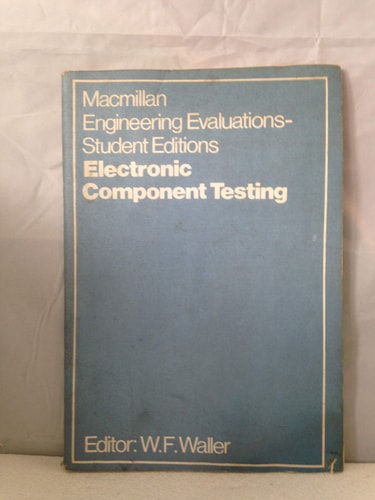 Macmillan
Engineering Evaluations-
Student Editions
Electronic
Component Testing
Editor: W.F. Waller